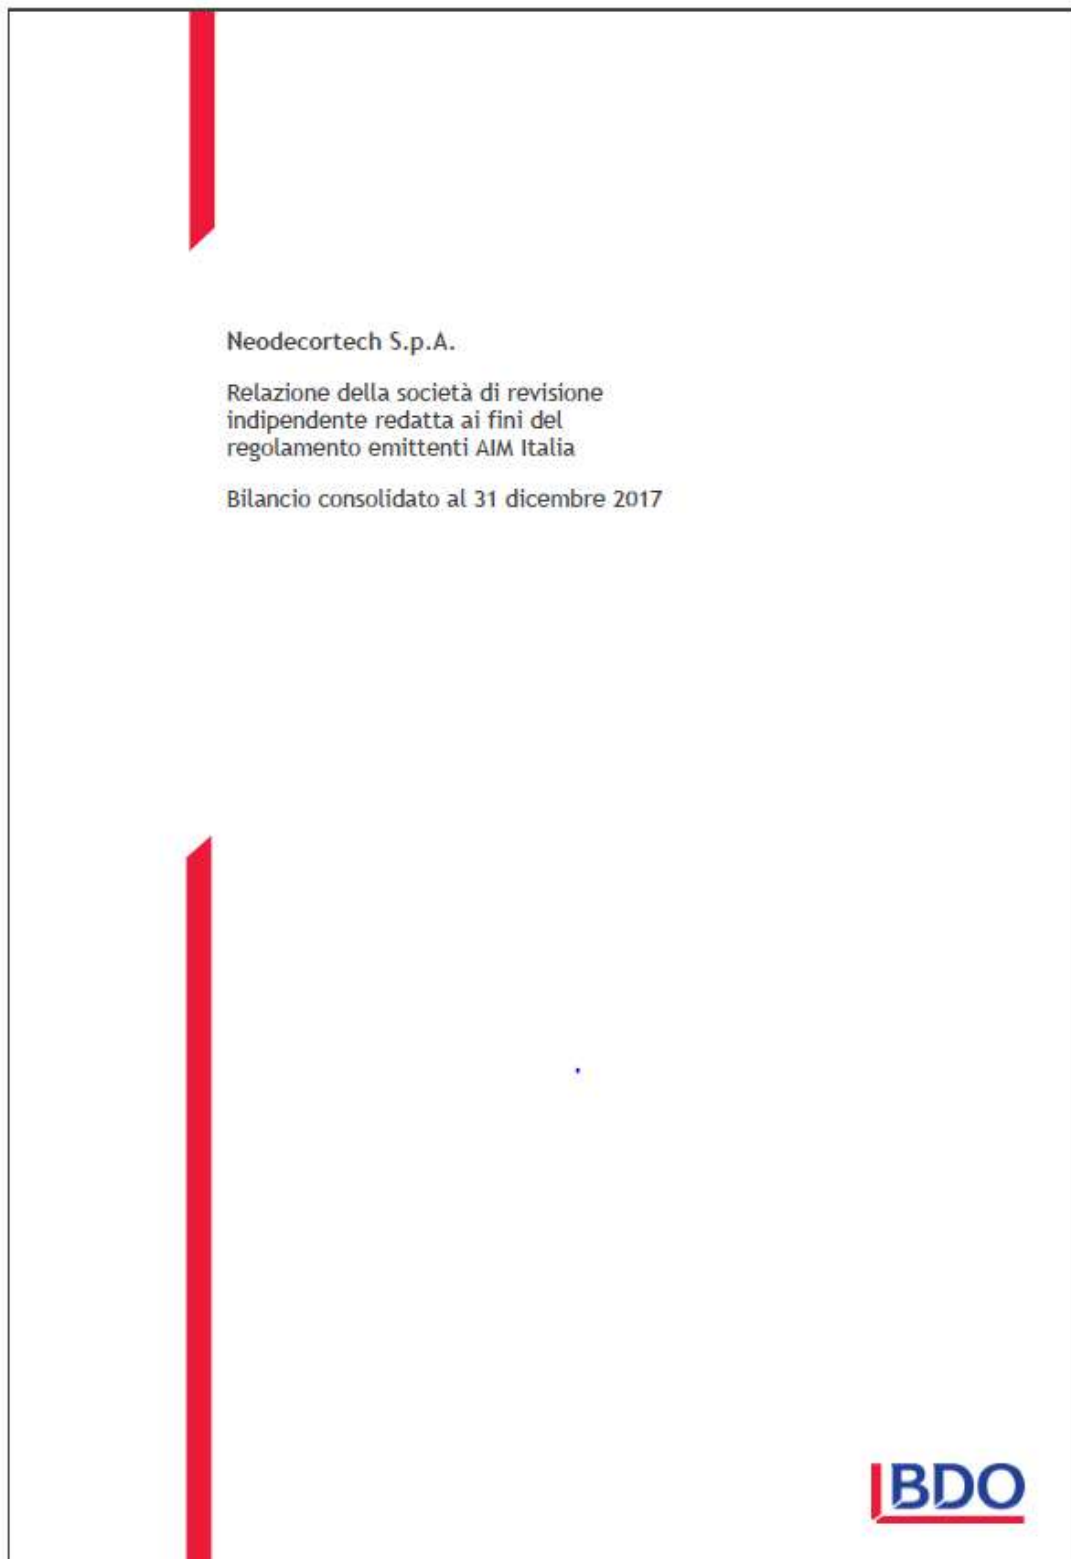 Neodecortech S.p.A.
Relazione della società di revisione
indipendente redatta ai fini del
regolamento emittenti AIM Italia
Bilancio consolidato al 31 dicembre 2017
BDO